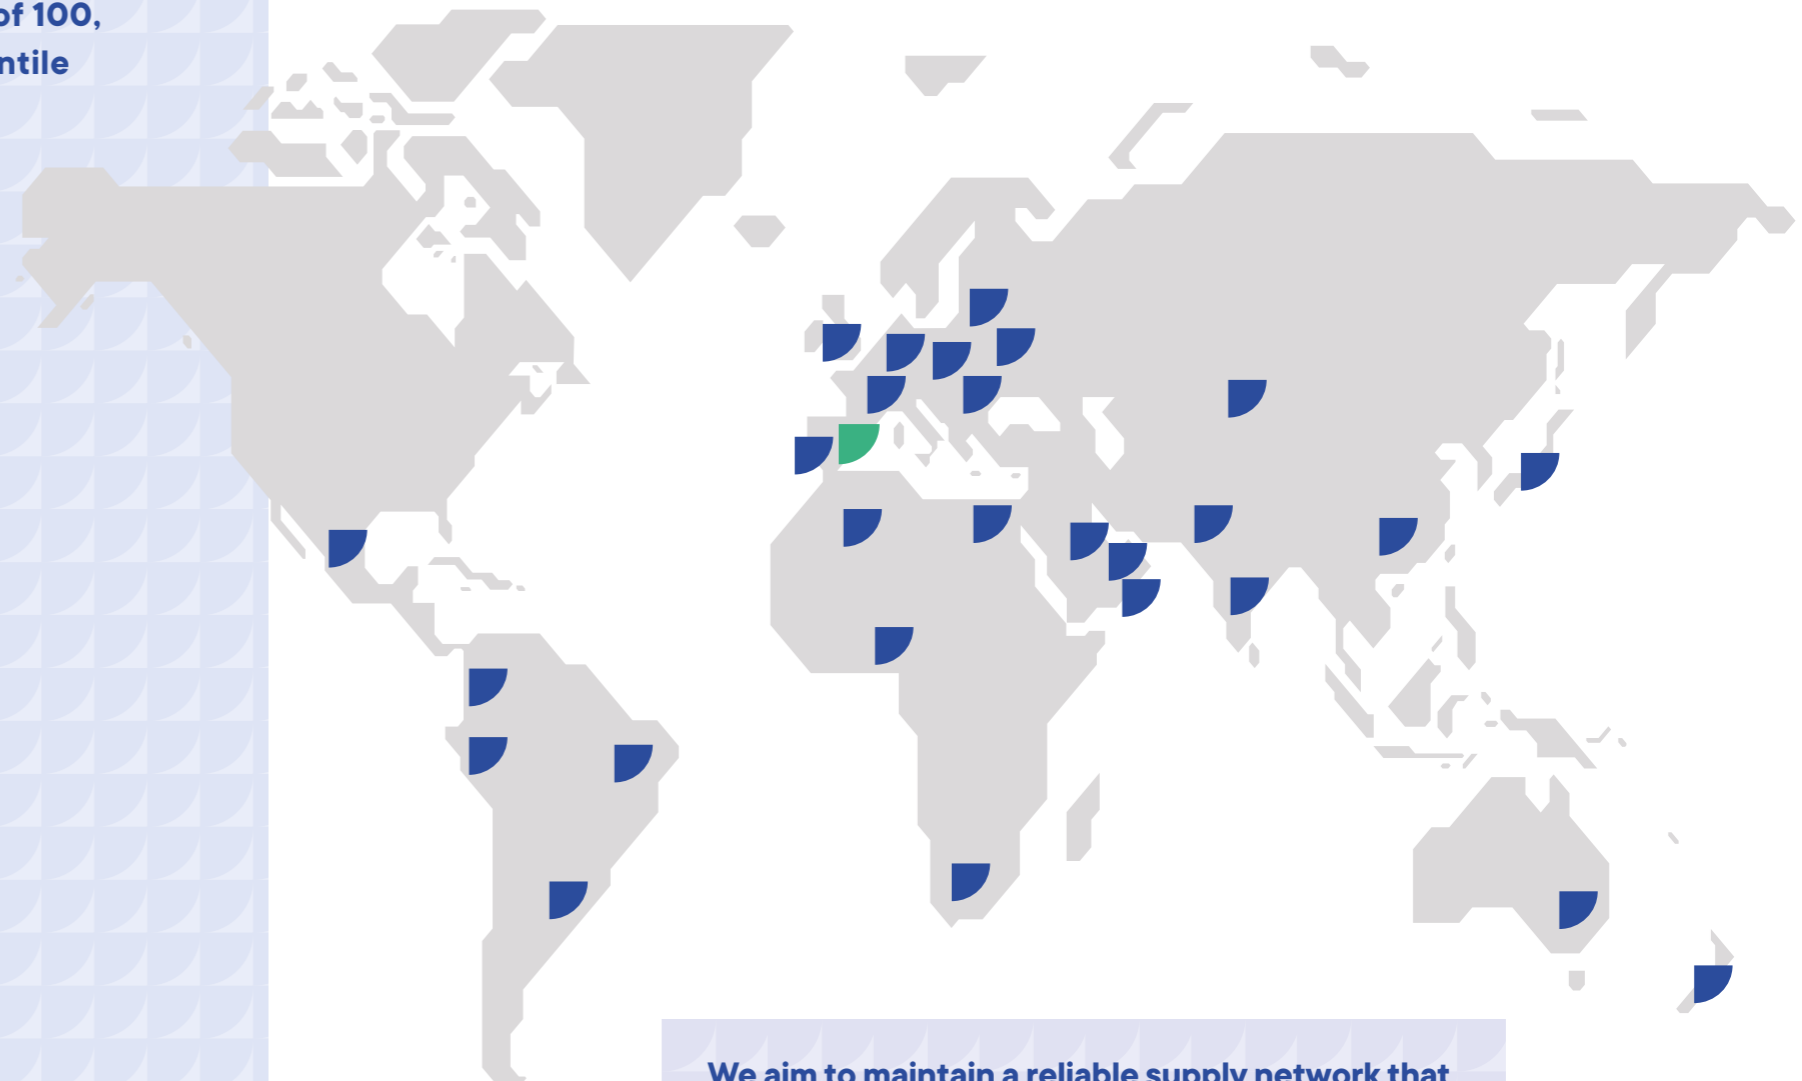 of 100,
ntile
We aim to maintain a reliable supply network that